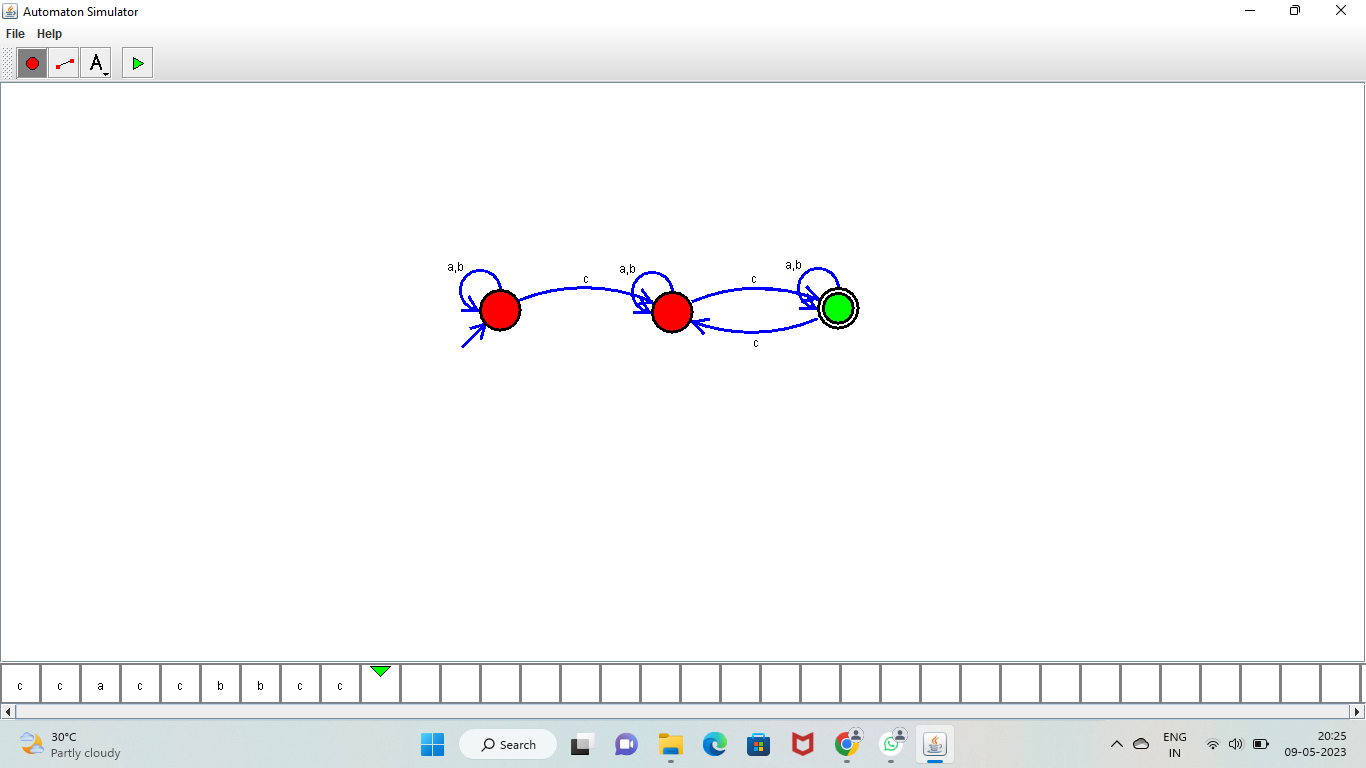 Automaton Simulator
File Help
A
a,b
c
a,b
c
a,b
c
c c a c c b b c c
30°C
Partly cloudy
Search
ENG
IN
20:25
09-05-2023